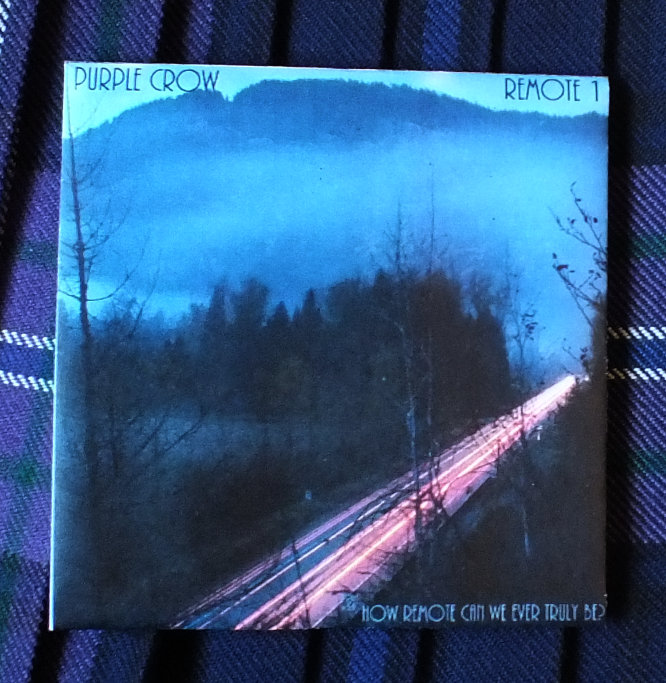 PURPLE CROW
REMOTE 1
HOW REMOTE CAN WE EVER TRULY BE?